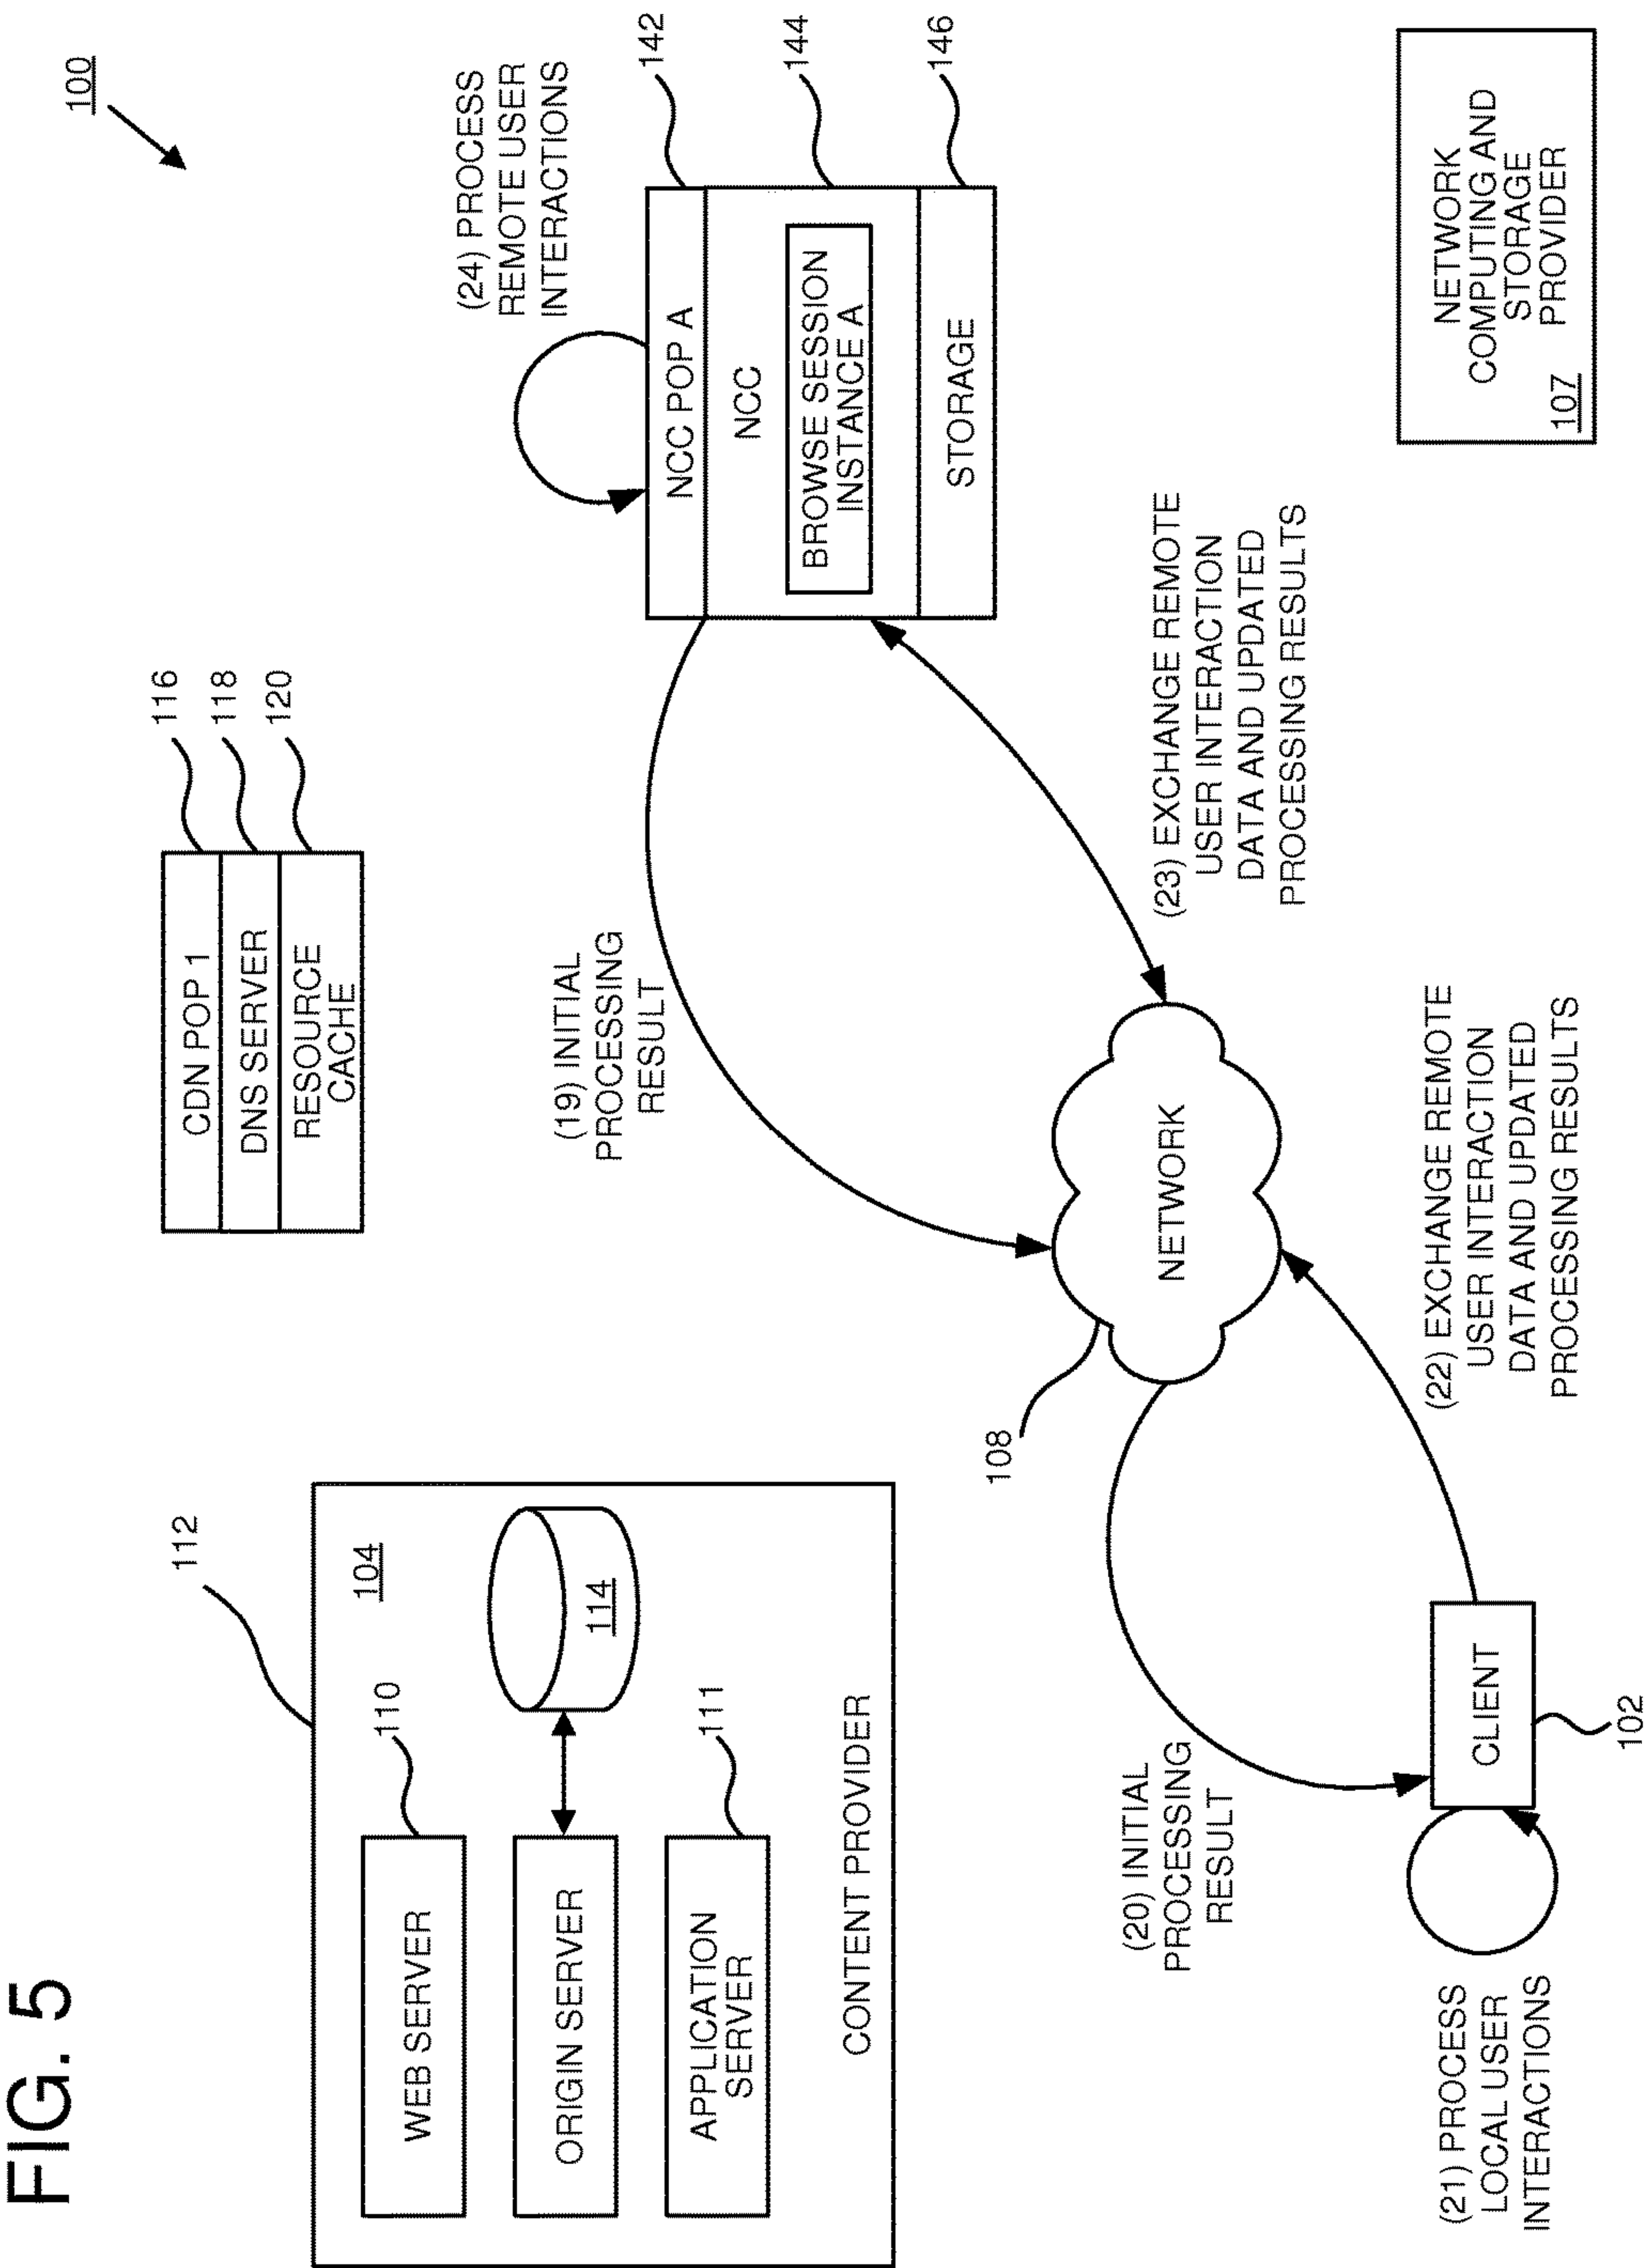 FIG. 5
100
112
104
110
WEB SERVER
ORIGIN SERVER
114
111
APPLICATION
SERVER
CONTENT PROVIDER
CDN POP 1
DNS SERVER
RESOURCE
CACHE
116
118
120
(24) PROCESS
REMOTE USER
INTERACTIONS
NCC POP A
NCC
BROWSE SESSION
INSTANCE A
STORAGE
142
144
146
(19) INITIAL
PROCESSING
RESULT
108
NETWORK
(23) EXCHANGE REMOTE
USER INTERACTION
DATA AND UPDATED
PROCESSING RESULTS
(20) INITIAL
PROCESSING
RESULT
(21) PROCESS
LOCAL USER
INTERACTIONS
CLIENT
102
(22) EXCHANGE REMOTE
USER INTERACTION
DATA AND UPDATED
PROCESSING RESULTS
NETWORK
COMPUTING AND
STORAGE
PROVIDER
107